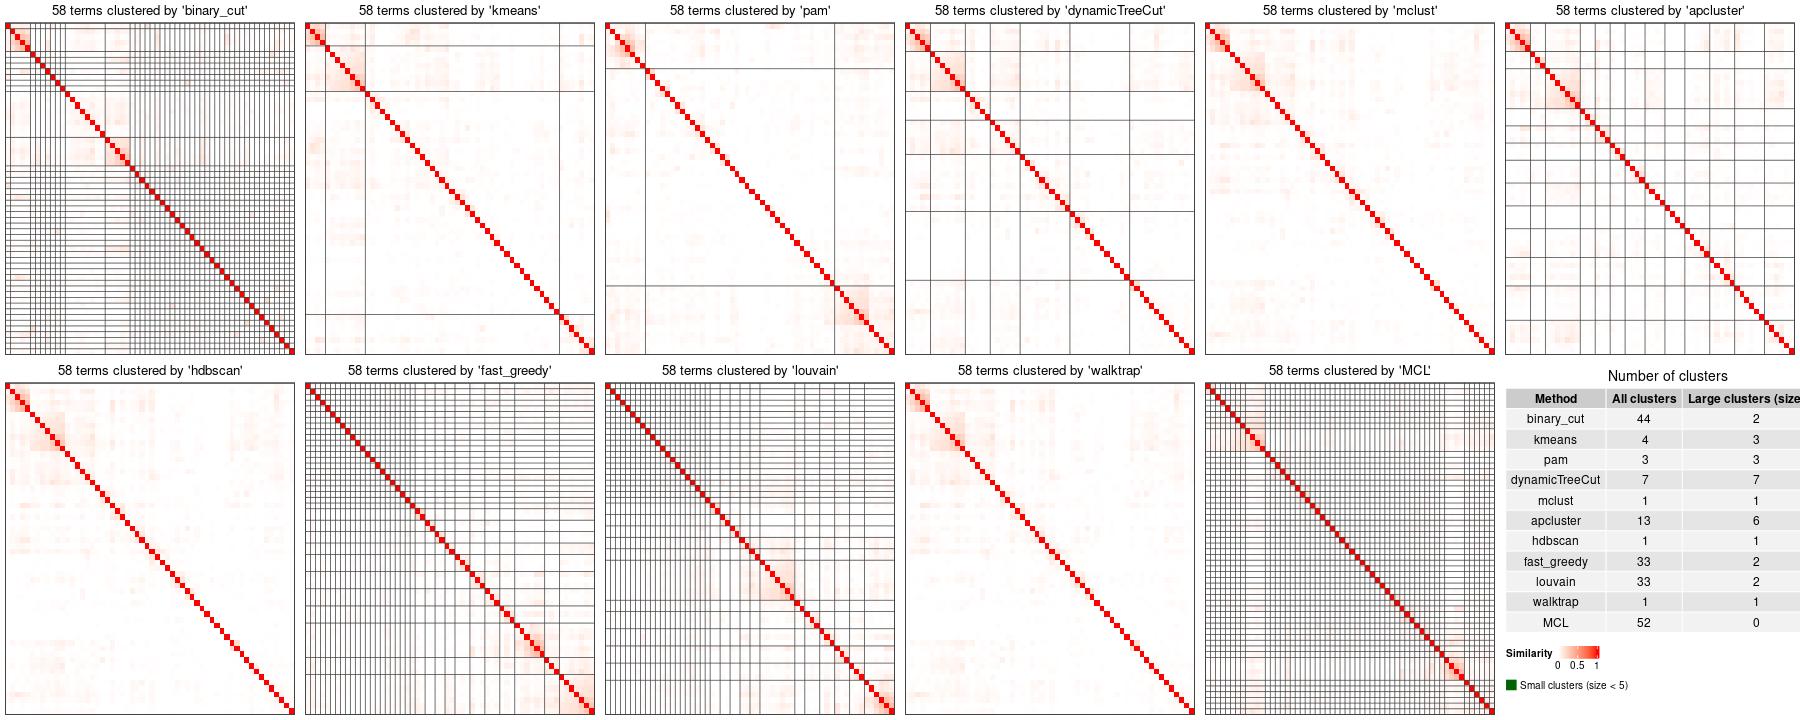 58 terms clustered by 'binary_cut'
58 terms clustered by 'kmeans'
58 terms clustered by 'pam'
58 terms clustered by 'dynamicTreeCut'
58 terms clustered by 'mclust'
58 terms clustered by 'apcluster'
58 terms clustered by 'hdbscan'
58 terms clustered by 'fast_greedy'
58 terms clustered by 'louvain'
58 terms clustered by 'walktrap'
58 terms clustered by 'MCL'
Number of clusters
Method All clusters Large clusters (size
binary_cut 44 2
kmeans 4 3
pam 3 3
dynamicTreeCut 7 7
mclust 1 1
apcluster 13 6
hdbscan 1 1
fast_greedy 33 2
louvain 33 2
walktrap 1 1
MCL 52 0
Similarity
0 0.5 1
Small clusters (size < 5)